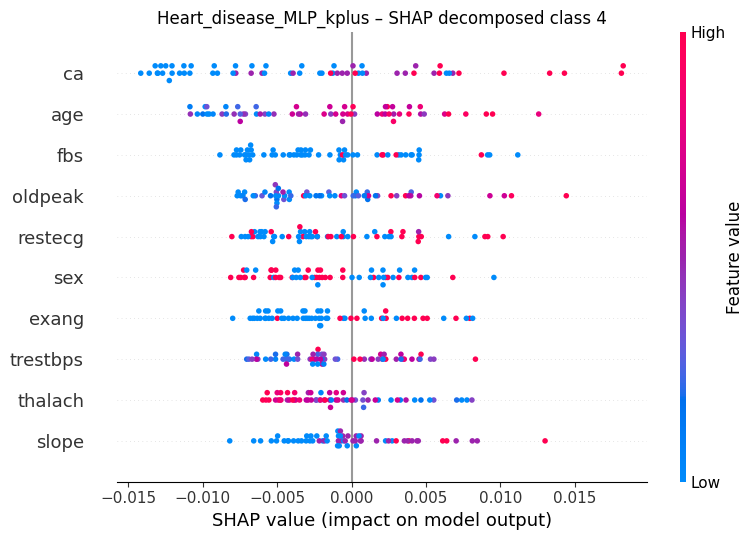 Heart_disease_MLP_kplus – SHAP decomposed class 4
High
ca
age
fbs
oldpeak
restecg
sex
exang
trestbps
thalach
slope
Feature value
Low
−0.015 −0.010 −0.005 0.000 0.005 0.010 0.015
SHAP value (impact on model output)